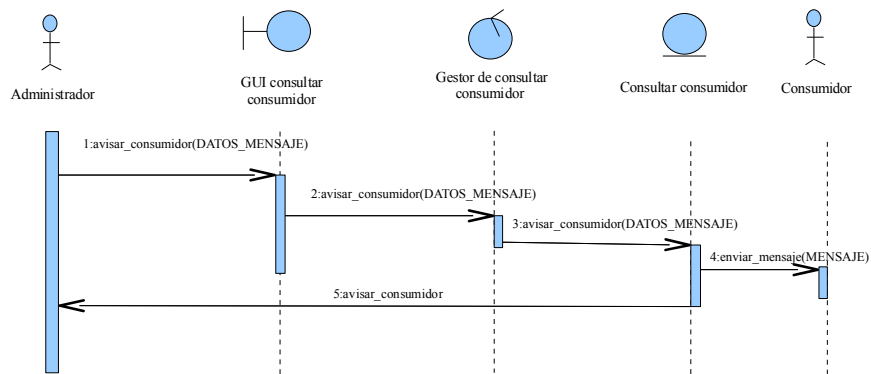 Administrador
GUI consultar
consumidor
Gestor de consultar
consumidor
Consultar consumidor
Consumidor
1:avisar_consumidor(DATOS_MENSAJE)
2:avisar_consumidor(DATOS_MENSAJE)
3:avisar_consumidor(DATOS_MENSAJE)
4:enviar_mensaje(MENSAJE)
5:avisar_consumidor